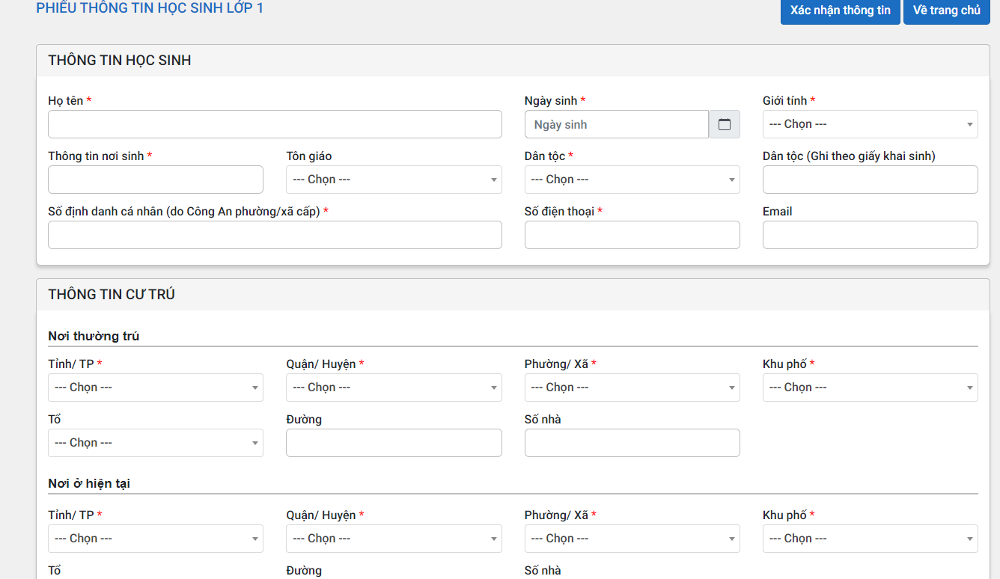 PHIẾU THÔNG TIN HỌC SINH LỚP 1
Xác nhận thông tin Về trang chủ
THÔNG TIN HỌC SINH
Họ tên * Ngày sinh * Giới tính *
Ngày sinh --- Chọn ---
Thông tin nơi sinh * Tôn giáo Dân tộc * Dân tộc (Ghi theo giấy khai sinh)
--- Chọn --- --- Chọn ---
Số định danh cá nhân (do Công An phường/xã cấp) * Số điện thoại * Email
THÔNG TIN CƯ TRÚ
Nơi thường trú
Tỉnh/ TP * Quận/ Huyện * Phường/ Xã * Khu phố *
--- Chọn --- --- Chọn --- --- Chọn --- --- Chọn ---
Tổ Đường Số nhà
--- Chọn ---
Nơi ở hiện tại
Tỉnh/ TP * Quận/ Huyện * Phường/ Xã * Khu phố *
--- Chọn --- --- Chọn --- --- Chọn --- --- Chọn ---
Tổ Đường Số nhà